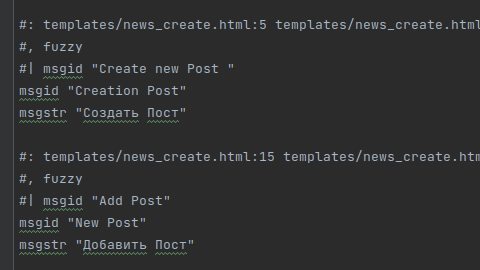 #: templates/news_create.html:5 templates/news_create.html
#, fuzzy
#| msgid "Create new Post "
msgid "Creation Post"
msgstr "Создать Пост"
#: templates/news_create.html:15 templates/news_create.htm
#, fuzzy
#| msgid "Add Post"
msgid "New Post"
msgstr "Добавить Пост"